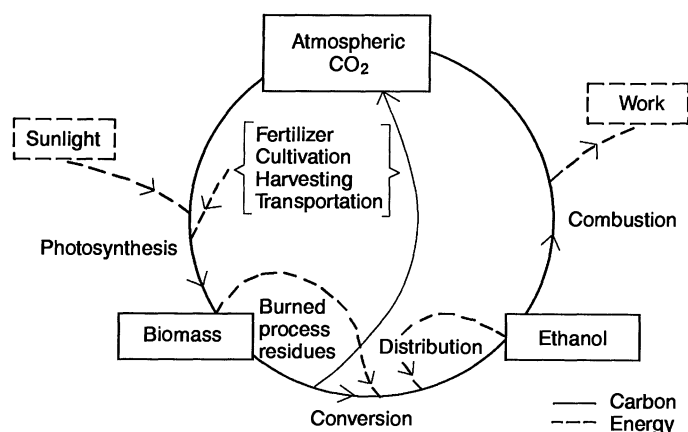 Atmospheric
CO₂
Sunlight
Fertilizer
Cultivation
Harvesting
Transportation
Work
Photosynthesis
Combustion
Biomass
Burned
process
residues
Distribution
Ethanol
Conversion
Carbon
Energy